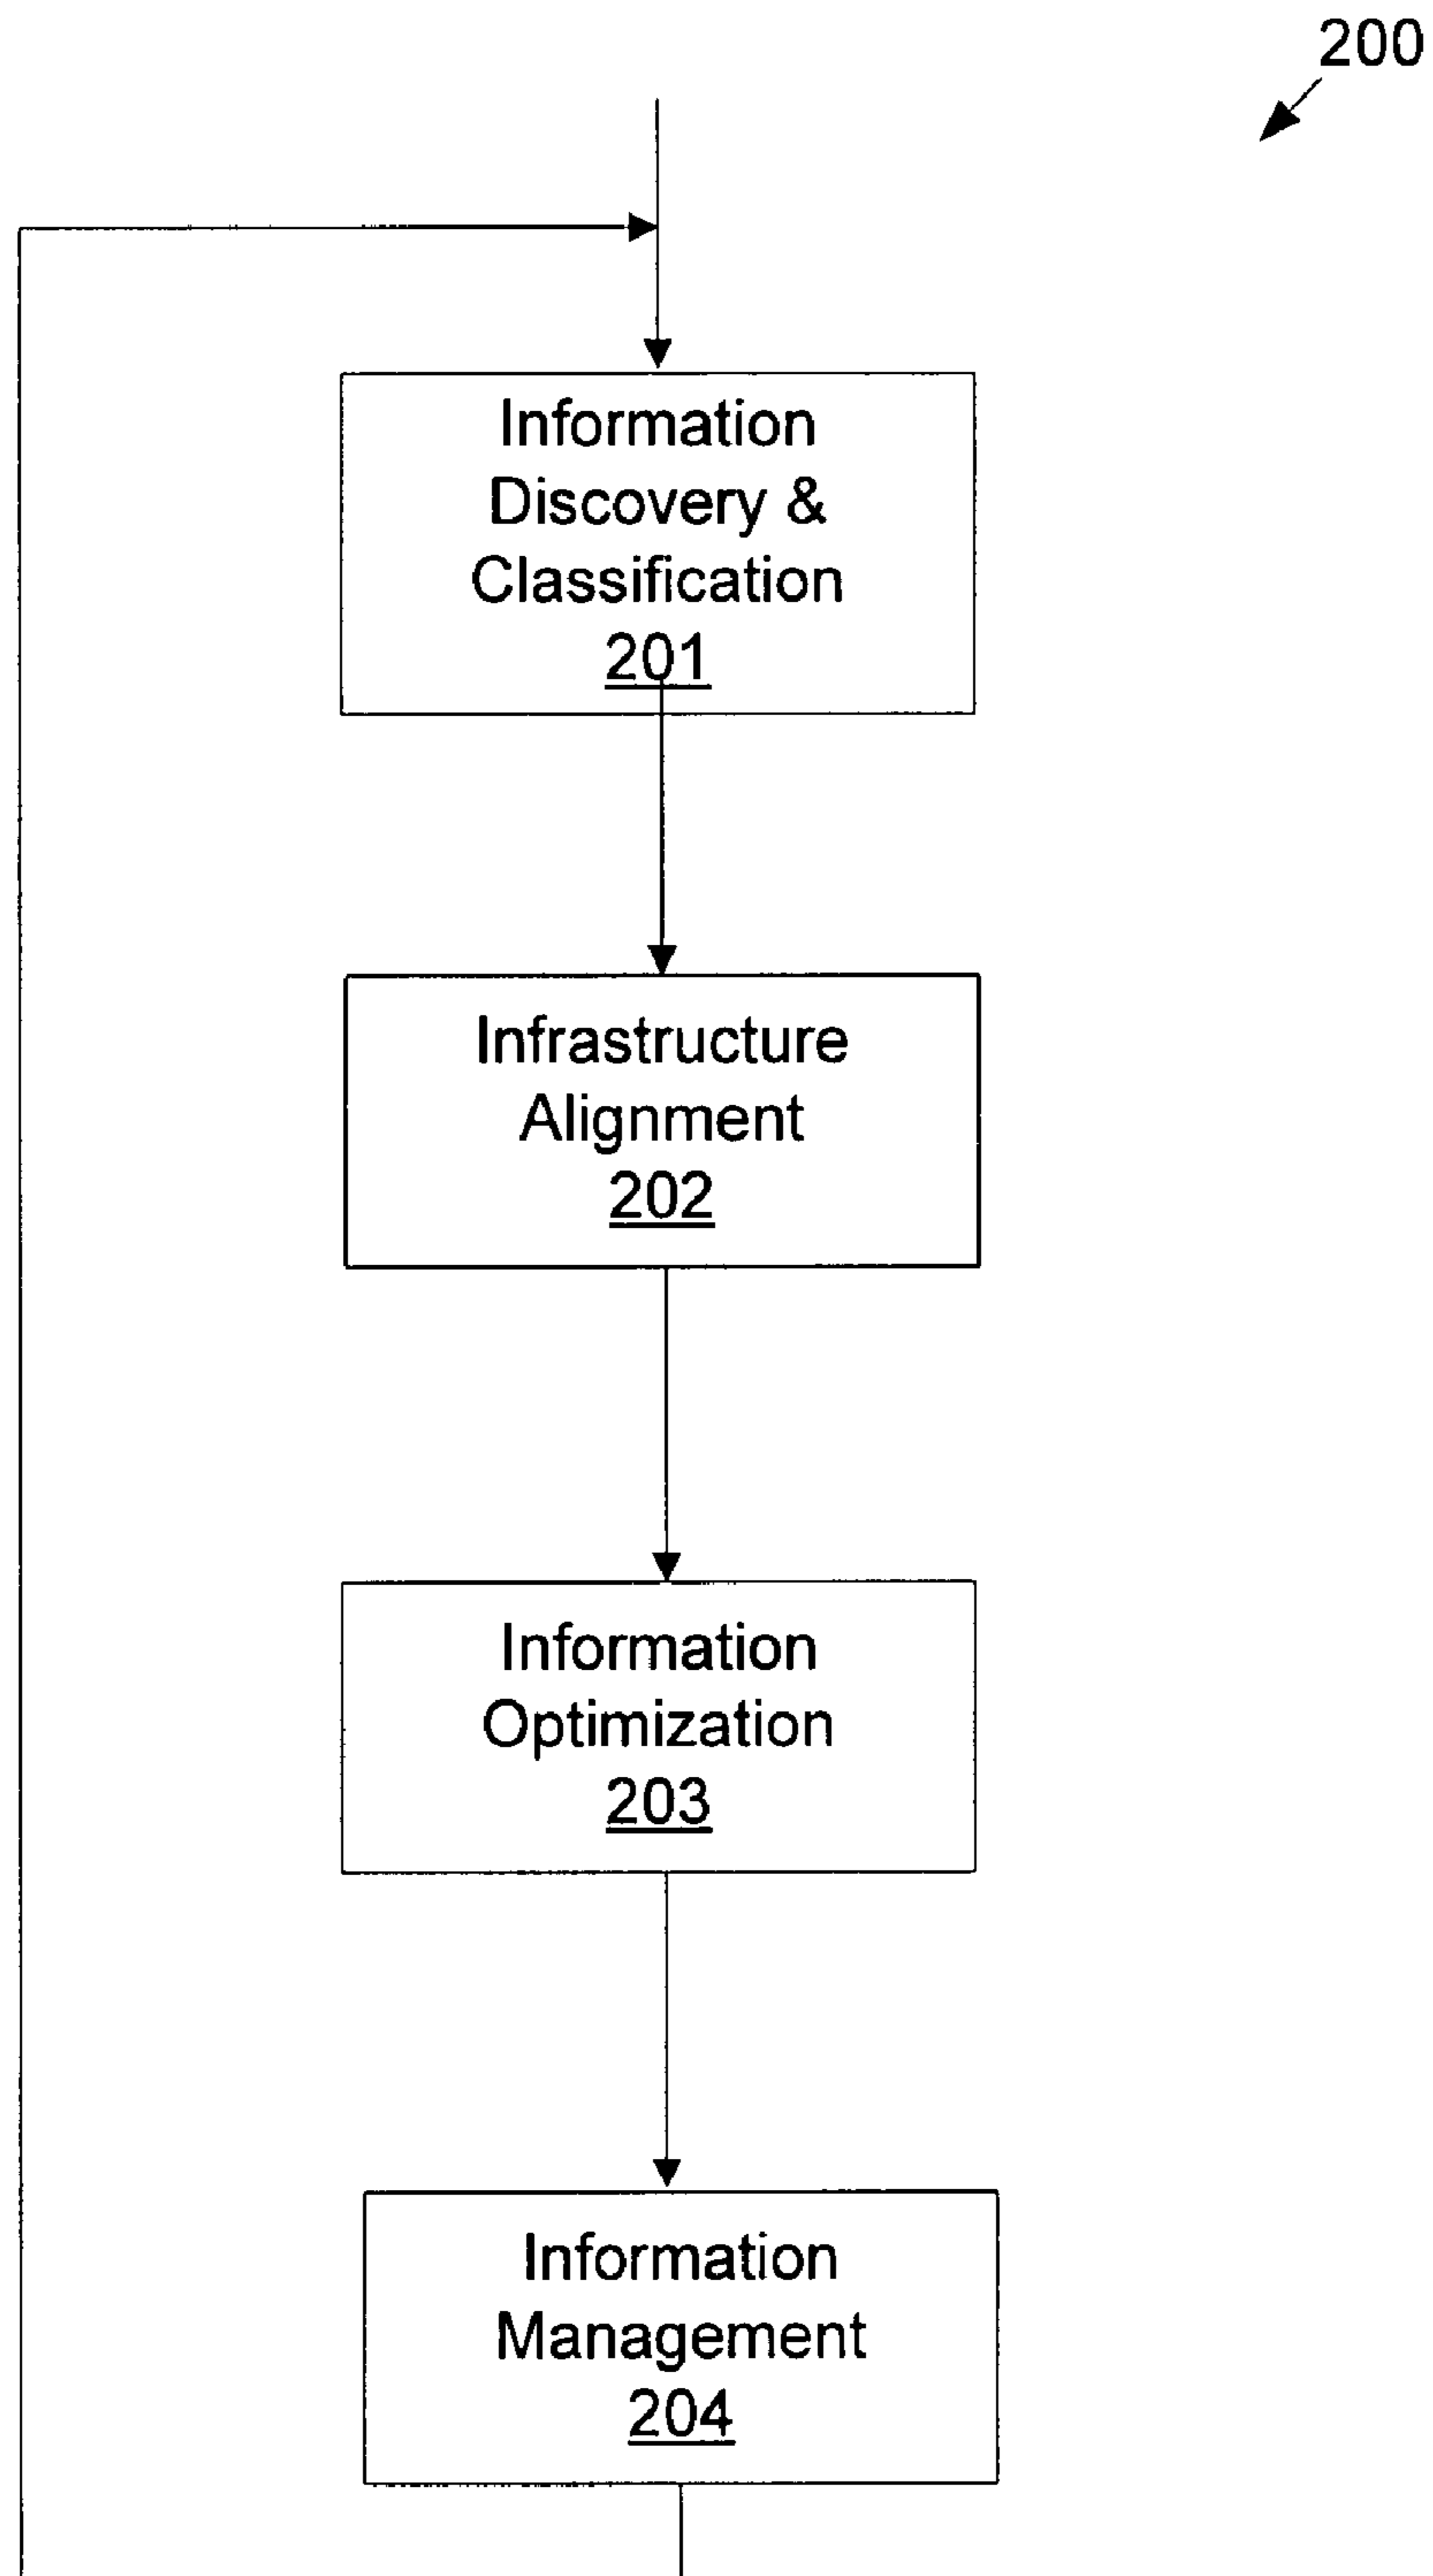 200
Information
Discovery &
Classification
201
Infrastructure
Alignment
202
Information
Optimization
203
Information
Management
204